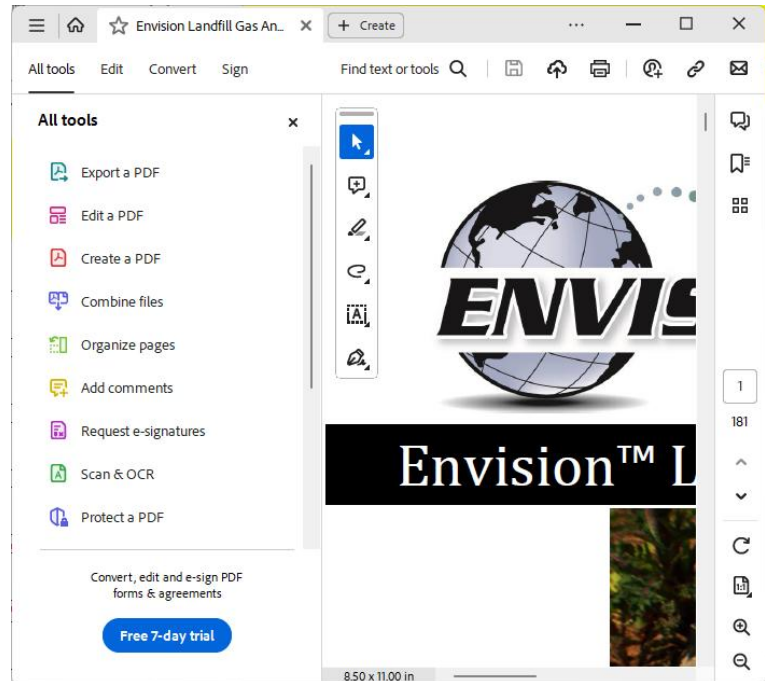 Envision Landfill Gas An...
+ Create
All tools Edit Convert Sign Find text or tools
All tools
Export a PDF
Edit a PDF
Create a PDF
Combine files
Organize pages
Add comments
Request e-signatures
Scan & OCR
Protect a PDF
Convert, edit and e-sign PDF
forms & agreements
Free 7-day trial
ENVIS
Envision™ L
8.50 x 11.00 in
1
181